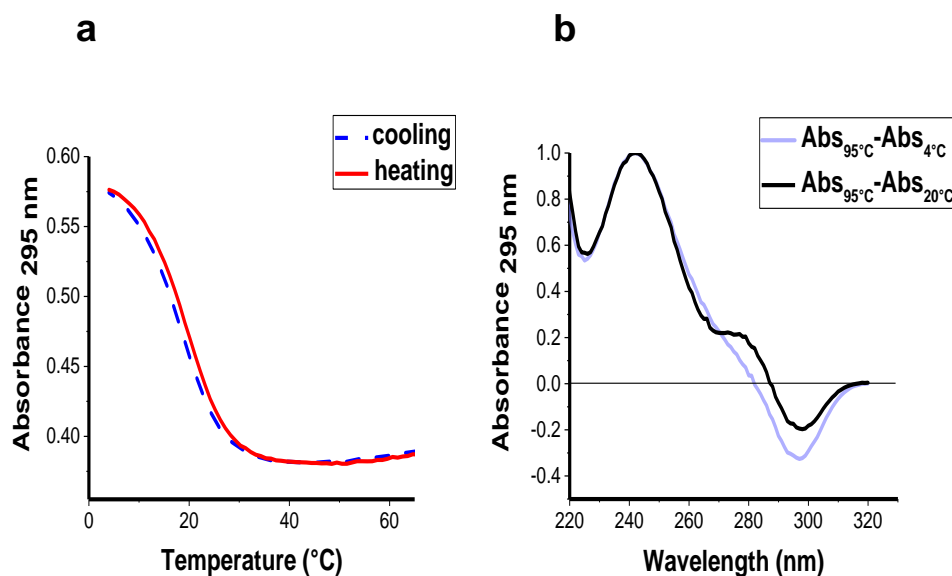 a
cooling
heating
0.60
0.55
0.50
0.45
0.40
Absorbance 295 nm
0
20
40
60
Temperature (°C)
b
Abs95°C-Abs4°C
Abs95°C-Abs20°C
1.0
0.8
0.6
0.4
0.2
0.0
-0.2
-0.4
Absorbance 295 nm
220
240
260
280
300
320
Wavelength (nm)